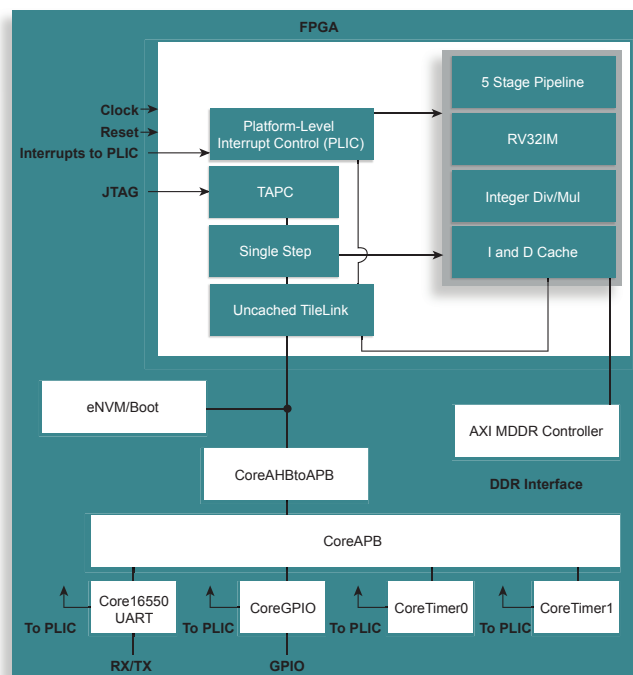 FPGA
Clock
Reset
Interrupts to PLIC
JTAG
Platform-Level
Interrupt Control (PLIC)
TAPC
Single Step
Uncached TileLink
5 Stage Pipeline
RV32IM
Integer Div/Mul
I and D Cache
eNVM/Boot
AXI MDDR Controller
DDR Interface
CoreAHBtoAPB
CoreAPB
Core16550
UART
CoreGPIO
CoreTimer0
CoreTimer1
To PLIC
To PLIC
To PLIC
To PLIC
RX/TX
GPIO